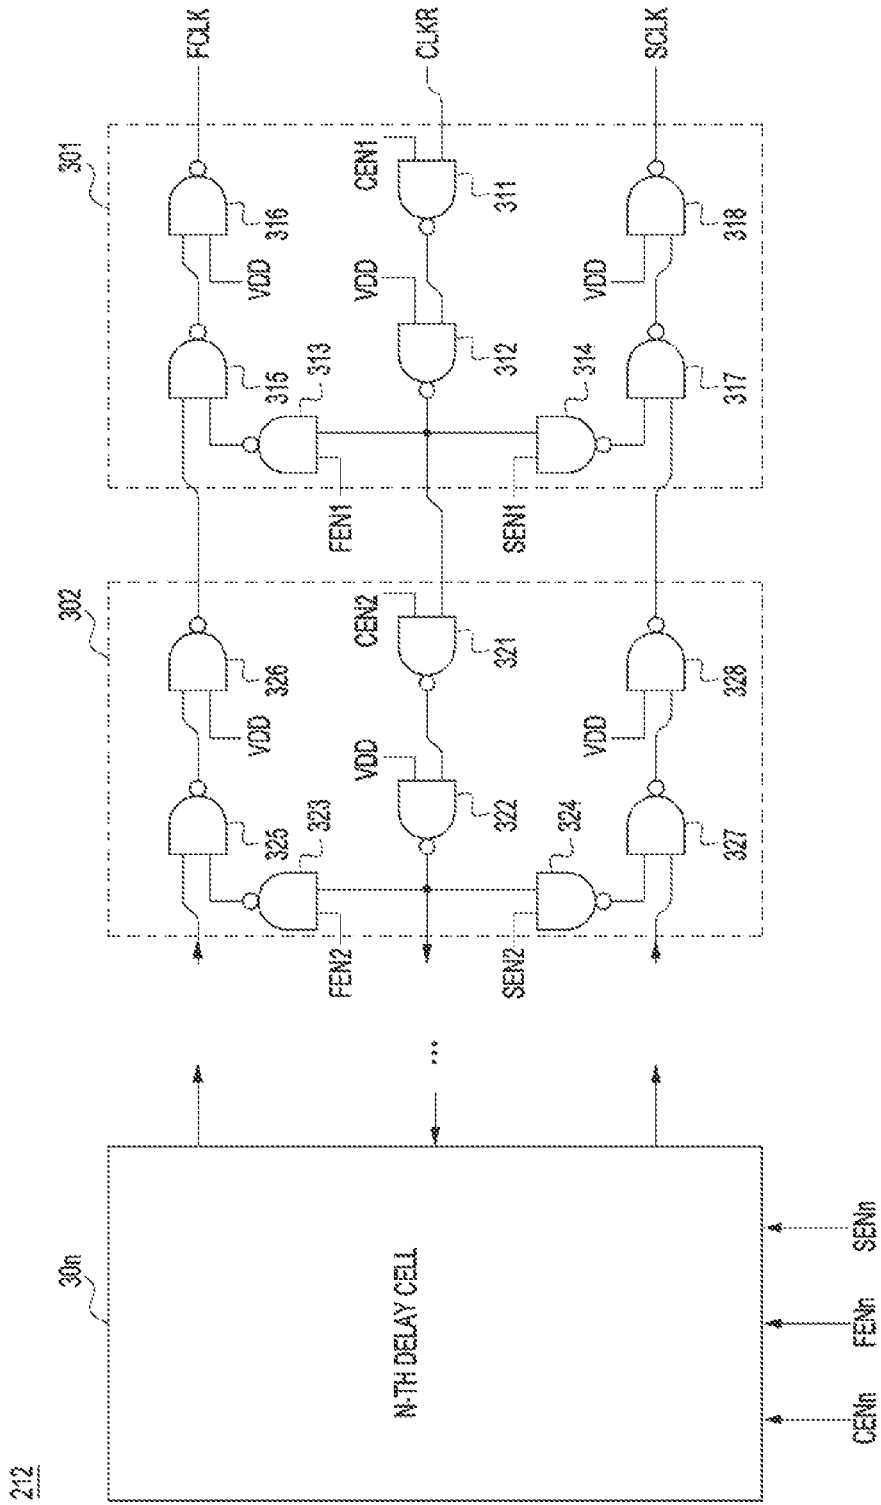 212
30n
302
301
FCLK
CLKR
SCLK
326
316
VDD
VDD
325
315
323
313
FEN2
FEN1
CEN2
CEN1
321
311
VDD
VDD
322
312
SEN2
SEN1
324
314
VDD
VDD
328
318
327
317
...
N-TH DELAY CELL
CENn
FENn
SENn